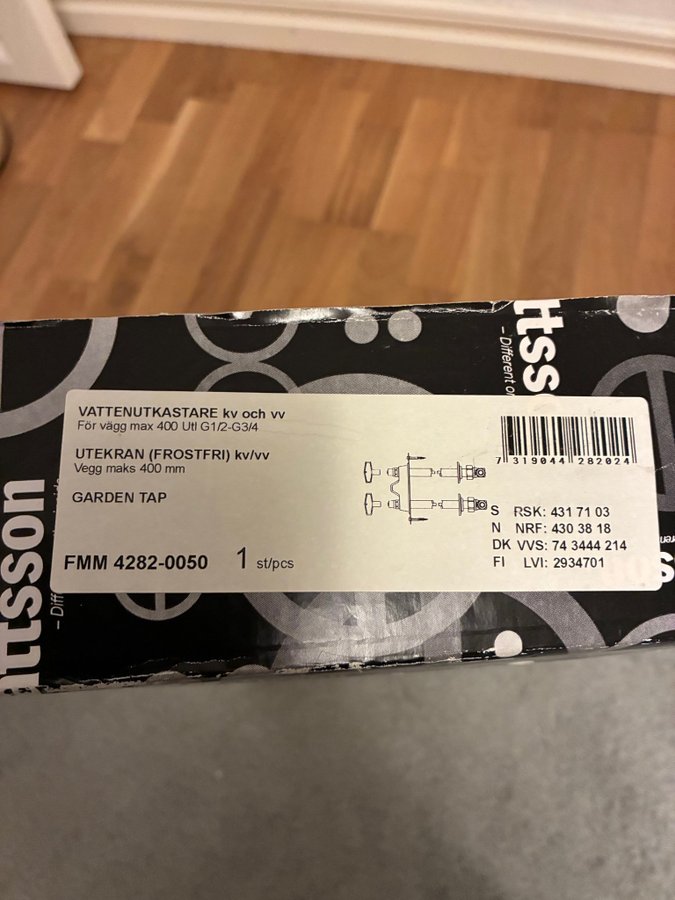 VATTENUTKASTARE kv och vv
För vägg max 400 Utl G1/2-G3/4
UTEKRAN (FROSTFRI) kv/vv
Vegg maks 400 mm
GARDEN TAP
FMM 4282-0050 1 st/pcs
7 319044 282024
S RSK: 431 71 03
N NRF: 430 38 18
DK VVS: 74 3444 214
FI LVI: 2934701
ttsson
– Diff
ttsso
– Different on